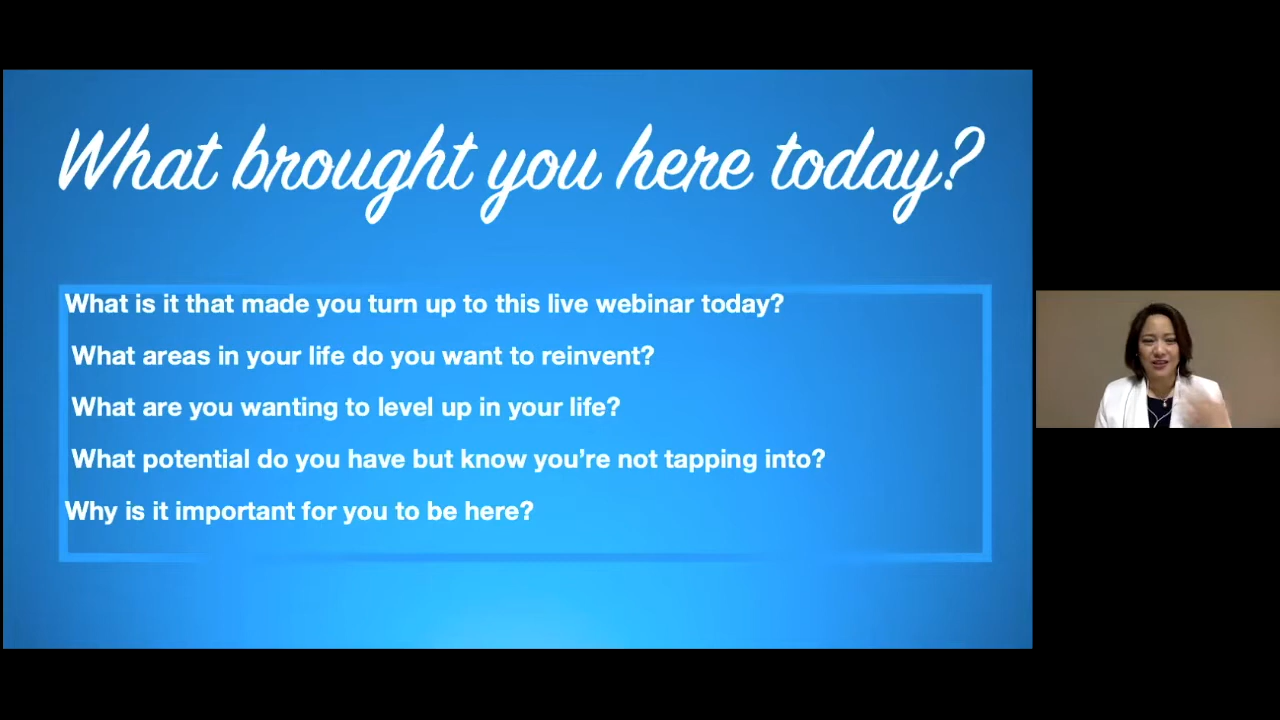 What brought you here today?
What is it that made you turn up to this live webinar today?
What areas in your life do you want to reinvent?
What are you wanting to level up in your life?
What potential do you have but know you’re not tapping into?
Why is it important for you to be here?